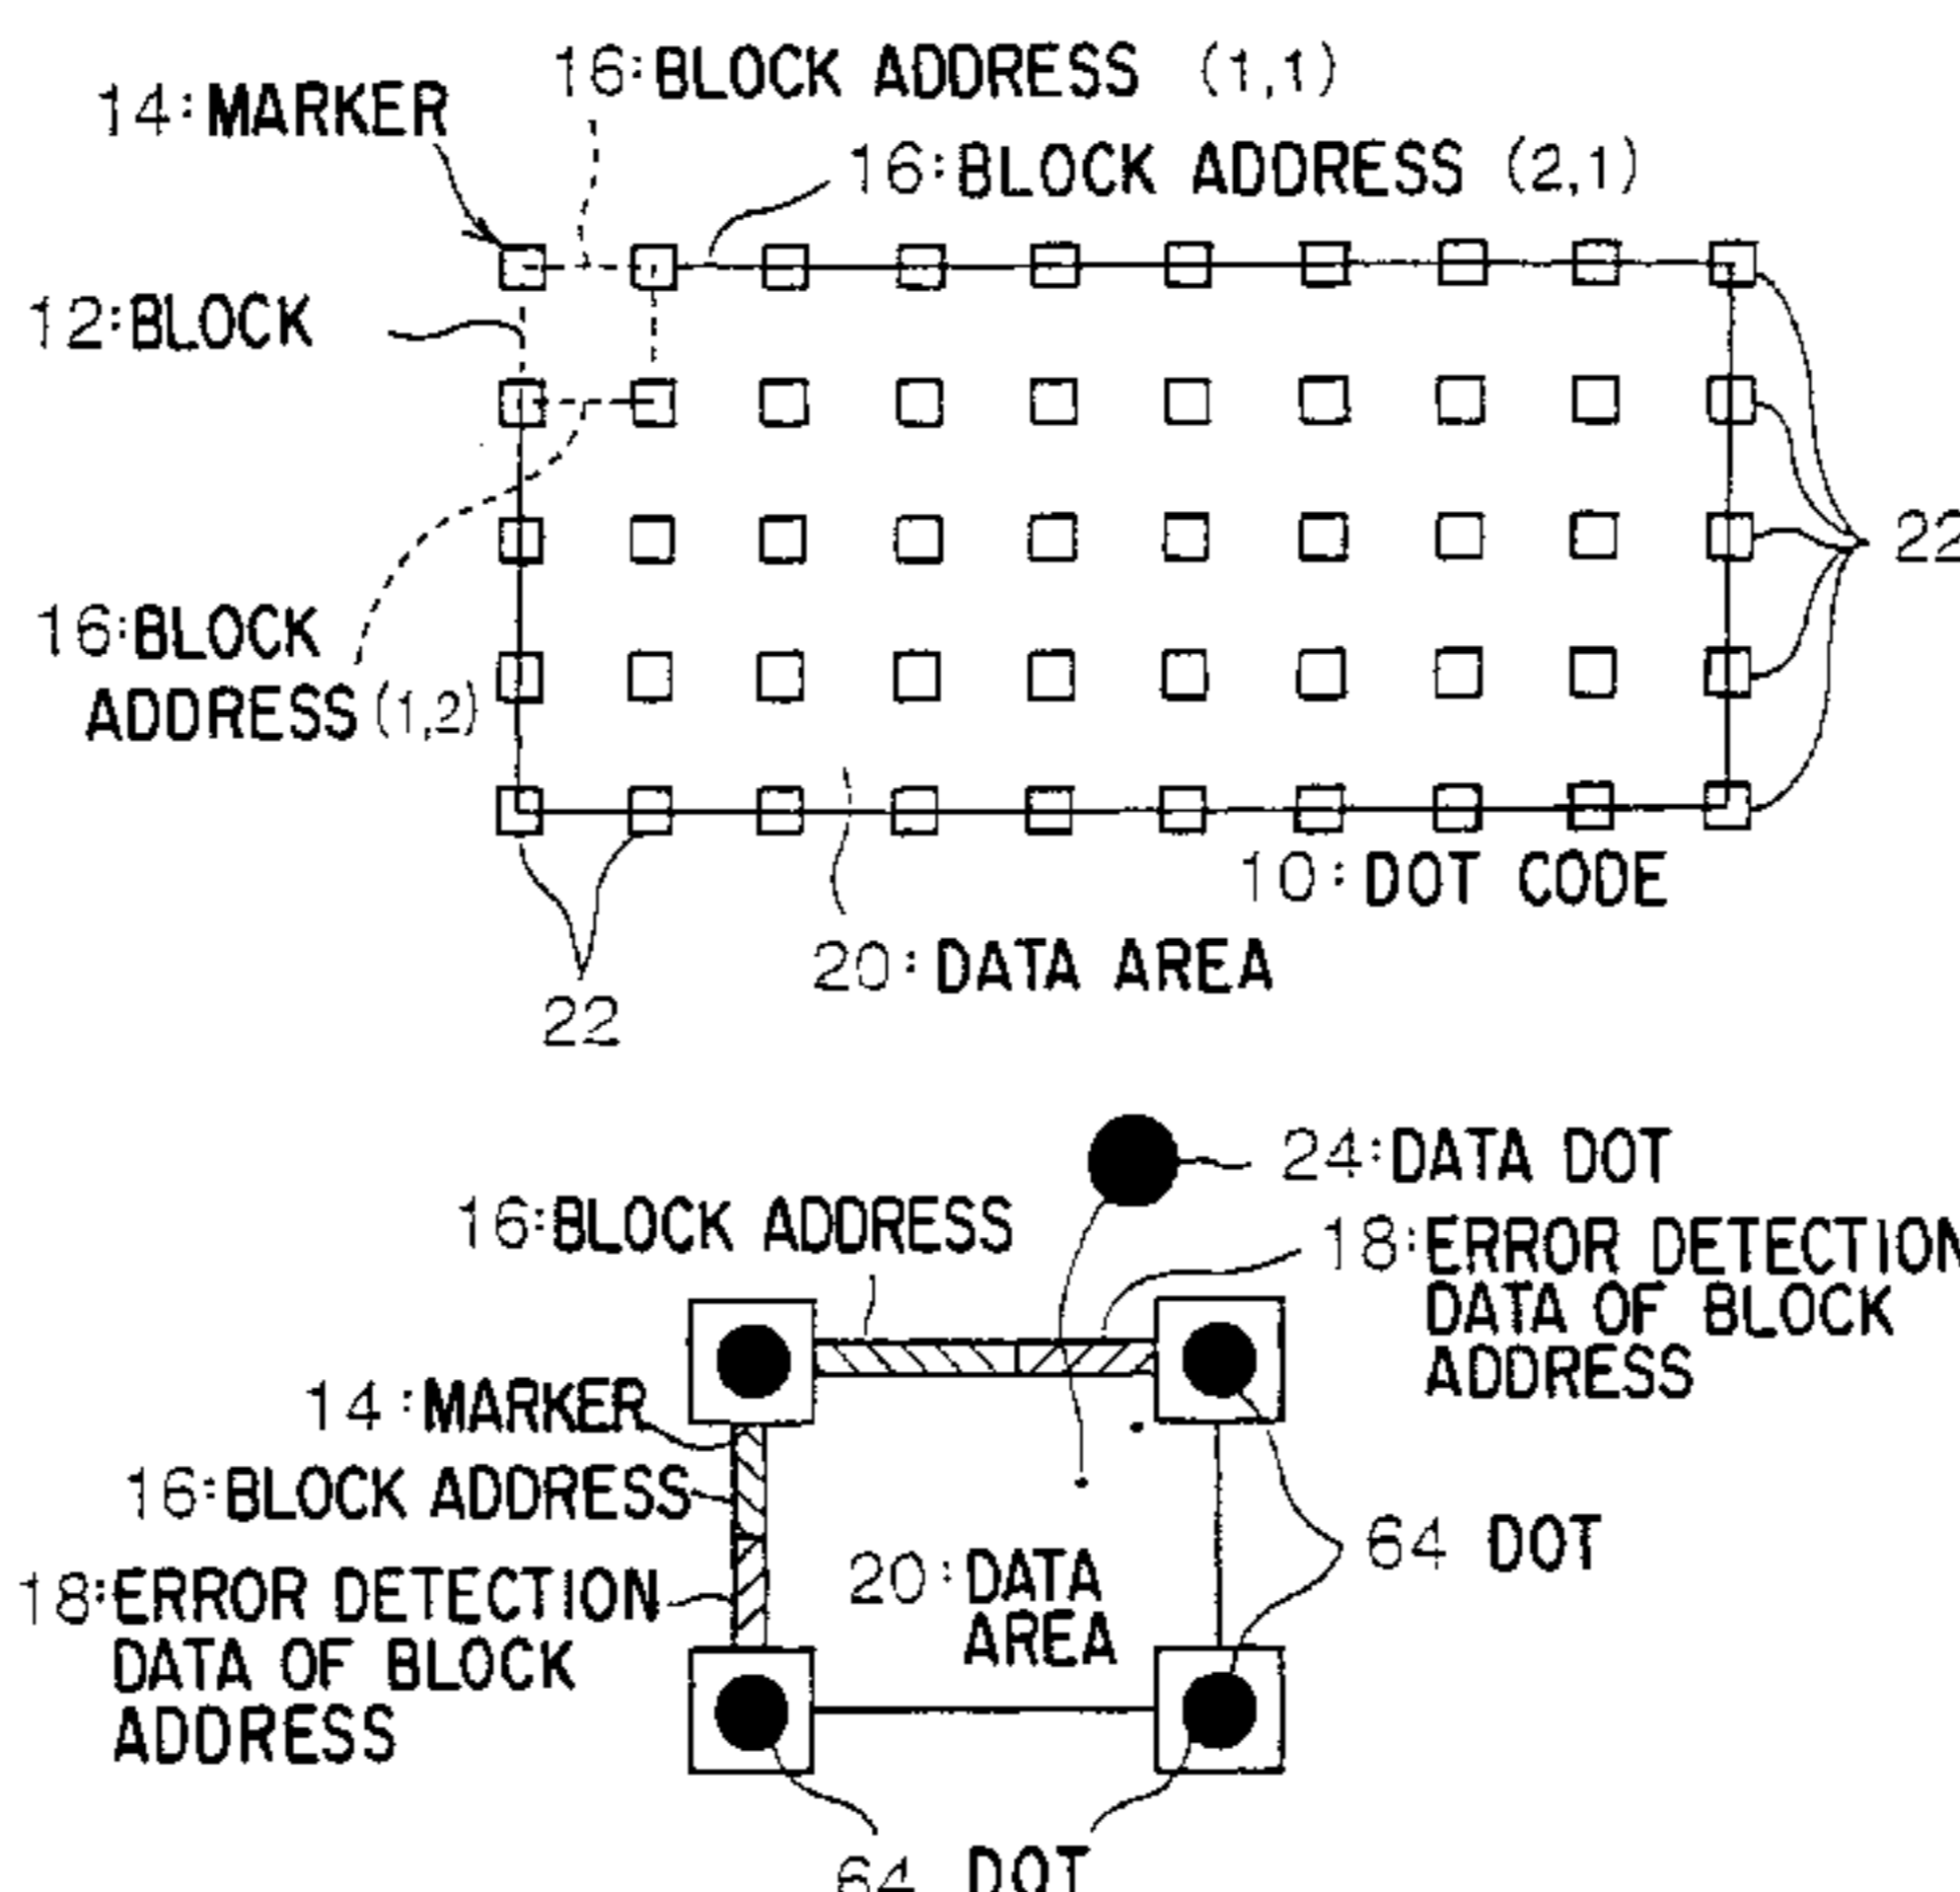 16:BLOCK ADDRESS (1,1)
14:MARKER
16:BLOCK ADDRESS (2,1)
12:BLOCK
22
16:BLOCK
ADDRESS (1,2)
10:DOT CODE
20:DATA AREA
22
24:DATA DOT
16:BLOCK ADDRESS
18:ERROR DETECTION
DATA OF BLOCK
ADDRESS
14:MARKER
16:BLOCK ADDRESS
64 DOT
20:DATA
AREA
18:ERROR DETECTION
DATA OF BLOCK
ADDRESS
64 DOT